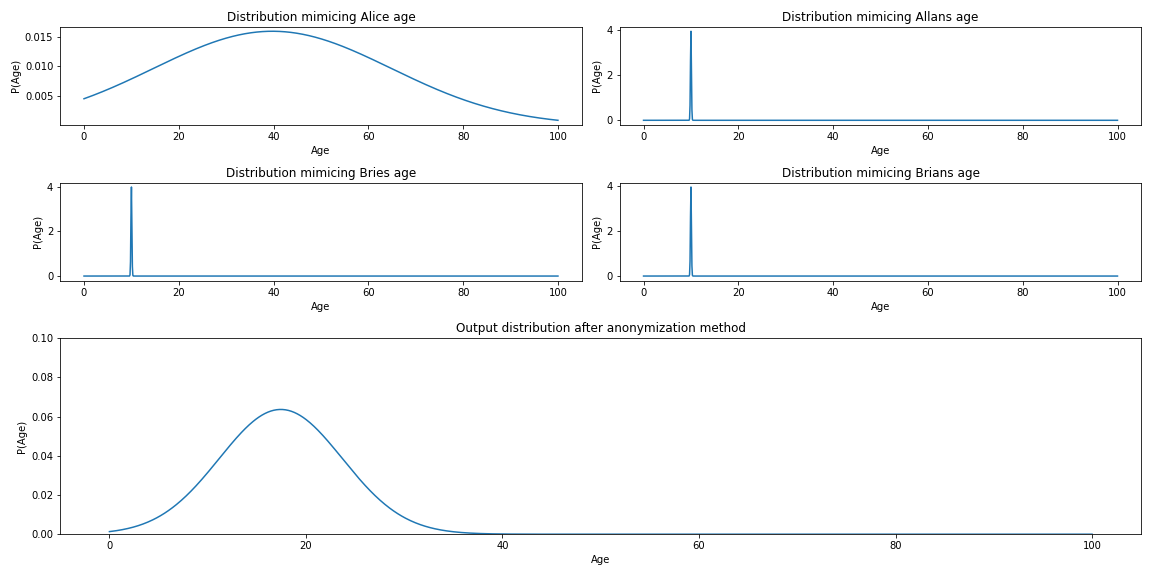 Distribution mimicing Alice age
0.015
0.010
0.005
P(Age)
0 20 40 60 80 100
Age
Distribution mimicing Allans age
4
2
0
P(Age)
0 20 40 60 80 100
Age
Distribution mimicing Bries age
4
2
0
P(Age)
0 20 40 60 80 100
Age
Distribution mimicing Brians age
4
2
0
P(Age)
0 20 40 60 80 100
Age
Output distribution after anonymization method
0.10
0.08
0.06
0.04
0.02
0.00
P(Age)
0 20 40 60 80 100
Age